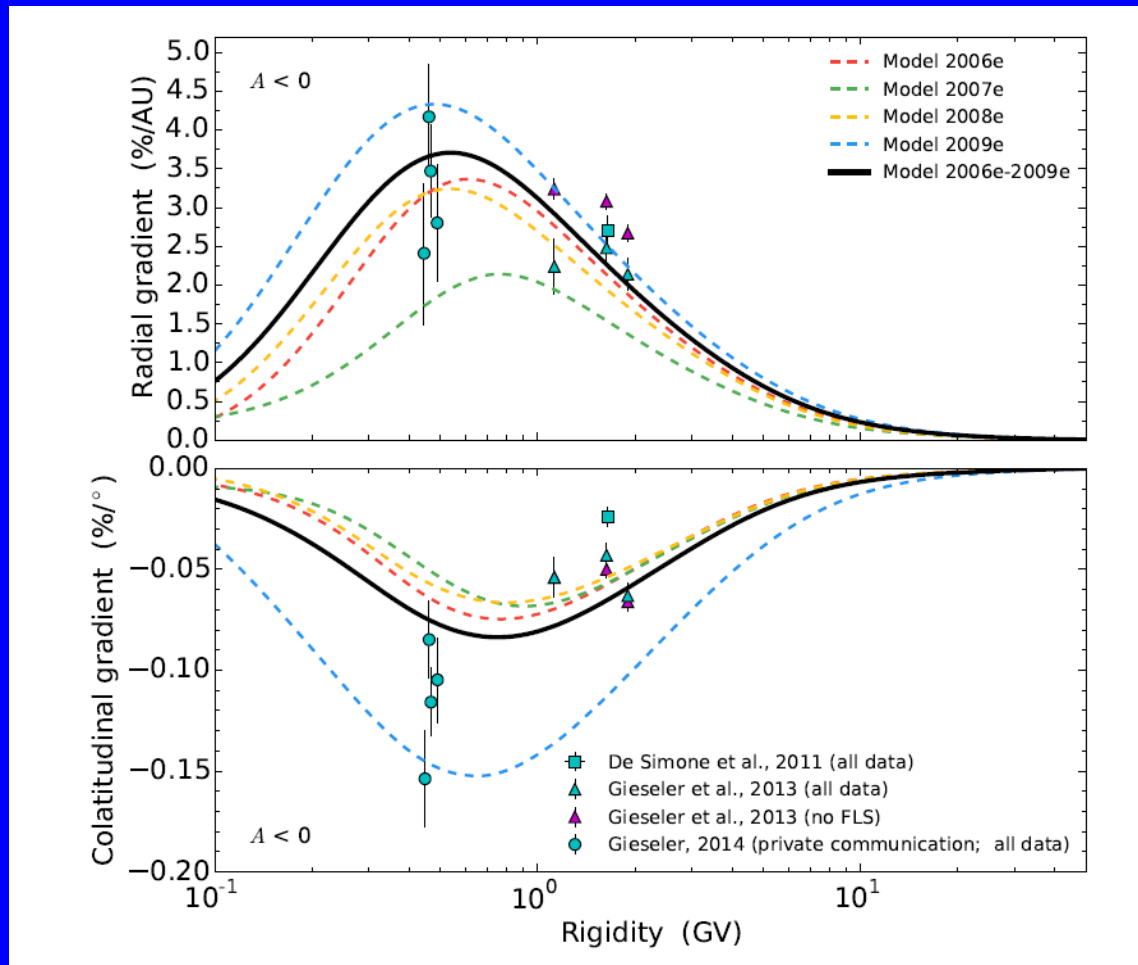 5.0
4.5
4.0
3.5
3.0
2.5
2.0
1.5
1.0
0.5
0.0
Radial gradient (%/AU)
A < 0
Model 2006e
Model 2007e
Model 2008e
Model 2009e
Model 2006e-2009e
0.00
−0.05
−0.10
−0.15
−0.20
Colatitudinal gradient (%/°)
De Simone et al., 2011 (all data)
Gieseler et al., 2013 (all data)
Gieseler et al., 2013 (no FLS)
Gieseler, 2014 (private communication; all data)
A < 0
10⁻¹ 10⁰ 10¹
Rigidity (GV)